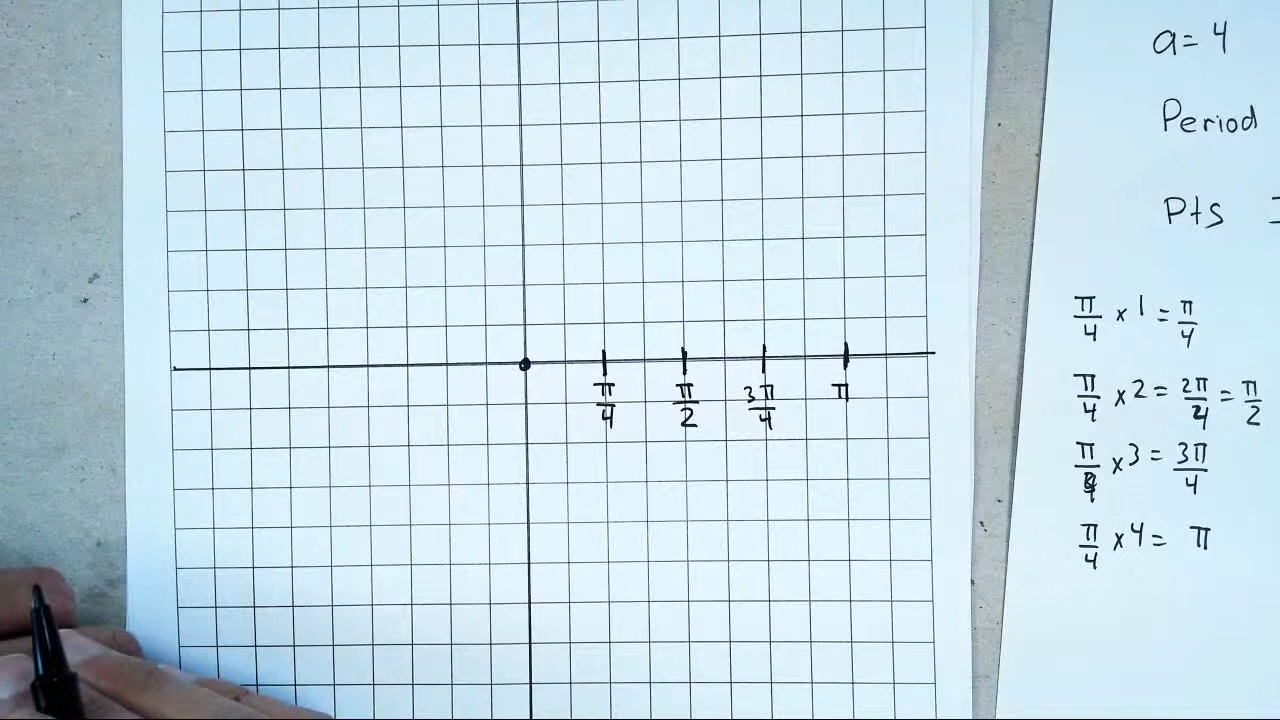 a = 4
Period
Pts
π/4 × 1 = π/4
π/4 × 2 = 2π/4 = π/2
π/4 × 3 = 3π/4
π/4 × 4 = π
π/4 π/2 3π/4 π